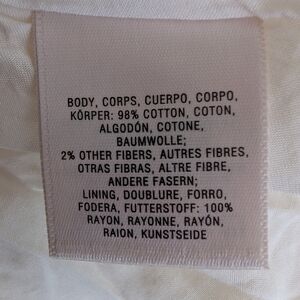 BODY, CORPS, CUERPO, CORPO,
KÖRPER: 98% COTTON, COTON,
ALGODÓN, COTONE,
BAUMWOLLE;
2% OTHER FIBERS, AUTRES FIBRES,
OTRAS FIBRAS, ALTRE FIBRE,
ANDERE FASERN;
LINING, DOUBLURE, FORRO,
FODERA, FUTTERSTOFF: 100%
RAYON, RAYONNE, RAYÓN,
RAION, KUNSTSEIDE